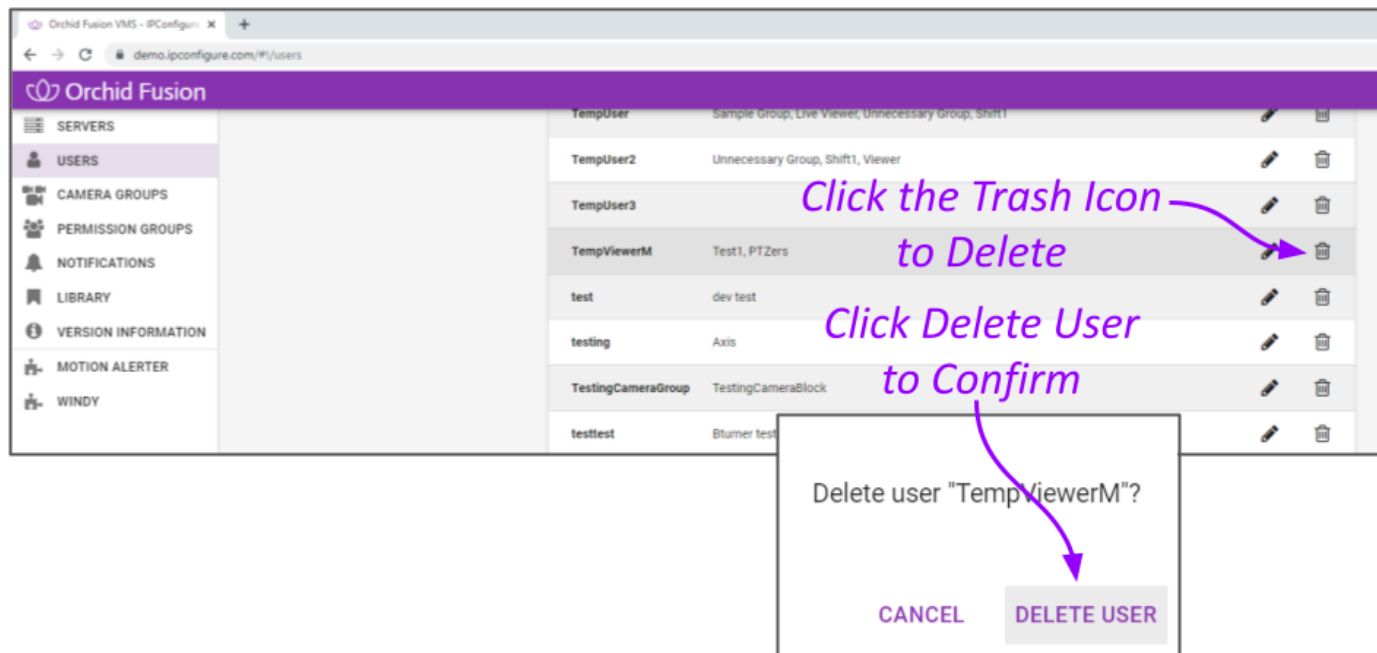 Orchid Fusion VMS - IPConfigur
demo.ipconfigure.com/#!/users
Orchid Fusion
SERVERS
USERS
CAMERA GROUPS
PERMISSION GROUPS
NOTIFICATIONS
LIBRARY
VERSION INFORMATION
MOTION ALERTER
WINDY
TempUser Sample Group, Live Viewer, Unnecessary Group, Shift1
TempUser2 Unnecessary Group, Shift1, Viewer
TempUser3
TempViewerM Test1, PTZers
test dev test
testing Axis
TestingCameraGroup TestingCameraBlock
testtest Bturner test
Click the Trash Icon
to Delete
Click Delete User
to Confirm
Delete user "TempViewerM"?
CANCEL DELETE USER